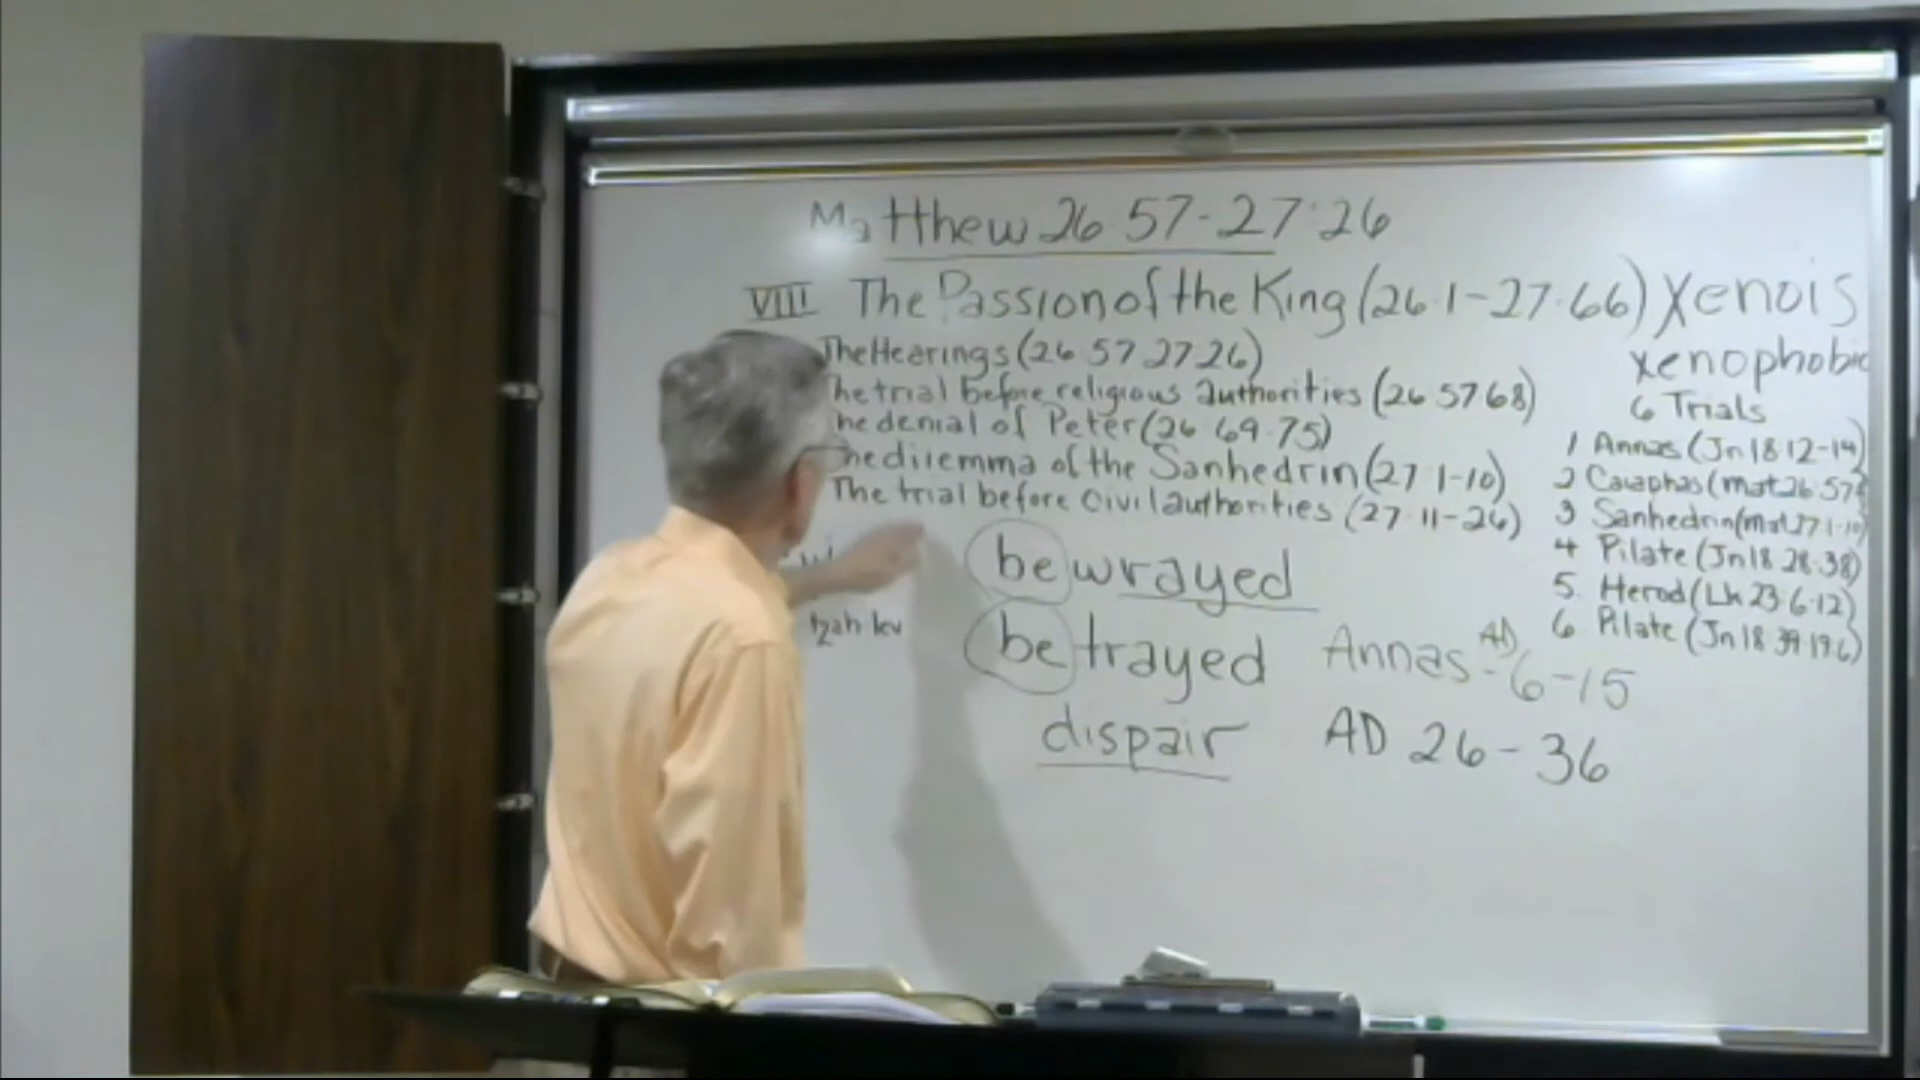 Matthew 26:57-27:26
VIII The Passion of the King (26:1-27:66)
The Hearings (26:57-27:26)
he trial before religious authorities (26:57-68)
he denial of Peter (26:69-75)
he dilemma of the Sanhedrin (27:1-10)
The trial before civil authorities (27:11-26)
bewrayed
betrayed
dispair
tzah·lev
Annas - AD 6-15
AD 26-36
Xenois
xenophobic
6 Trials
1 Annas (Jn 18:12-14)
2 Caiaphas (Mat 26:57
3 Sanhedrin (Mat 27:1-10)
4 Pilate (Jn 18:28-38)
5. Herod (Lk 23:6-12)
6 Pilate (Jn 18:39-19:6)